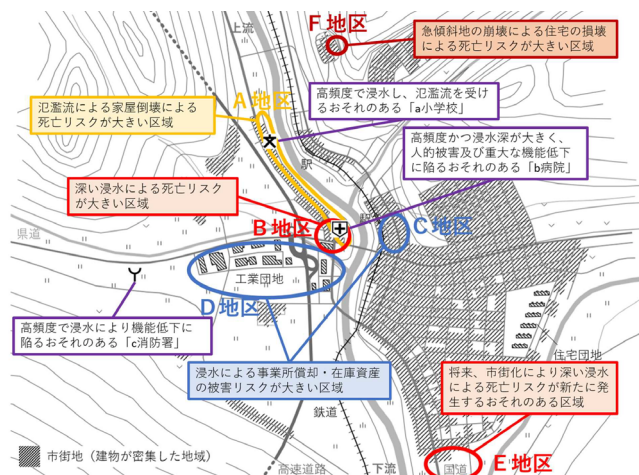 上流
F地区
急傾斜地の崩壊による住宅の損壊
による死亡リスクが大きい区域
A地区
氾濫流による家屋倒壊による
死亡リスクが大きい区域
高頻度で浸水し、氾濫流を受け
るおそれのある「a小学校」
高頻度かつ浸水深が大きく、
人的被害及び重大な機能低下
に陥るおそれのある「b病院」
駅
深い浸水による死亡リスク
が大きい区域
B地区
C地区
県道
工業団地
D地区
高頻度で浸水により機能低下に
陥るおそれのある「c消防署」
浸水による事業所償却・在庫資産
の被害リスクが大きい区域
住宅団地
将来、市街化により深い浸水
による死亡リスクが新たに発
生するおそれのある区域
鉄道
市街地（建物が密集した地域）
高速道路
下流
国道
E地区